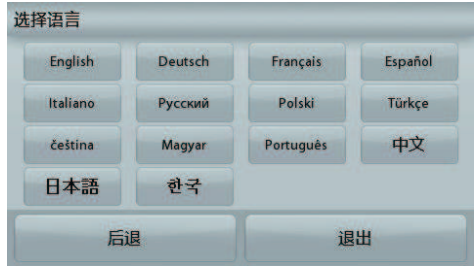 选择语言
English Deutsch Français Español
Italiano Русский Polski Türkçe
čeština Magyar Português 中文
日本語 한국
后退 退出